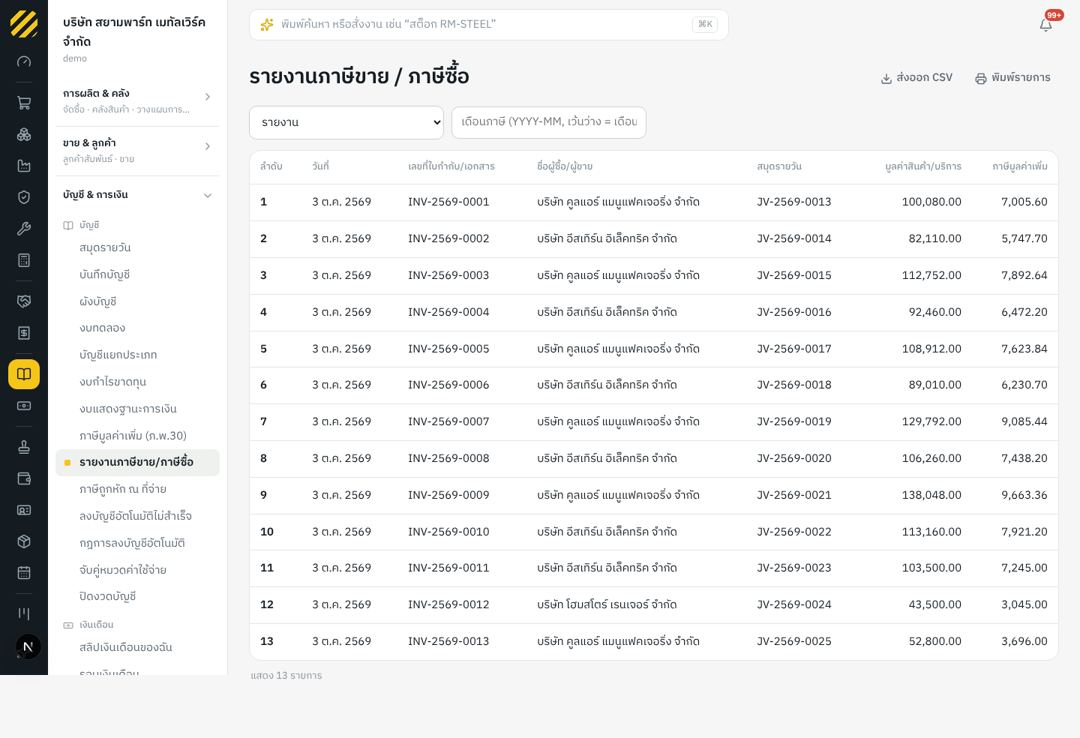 บริษัท สยามพาร์ท เมทัลเวิร์ค จำกัด
demo
การผลิต & คลัง
จัดซื้อ · คลังสินค้า · วางแผนการ...
ขาย & ลูกค้า
ลูกค้าสัมพันธ์ · ขาย
บัญชี & การเงิน
บัญชี
สมุดรายวัน
บันทึกบัญชี
ผังบัญชี
งบทดลอง
บัญชีแยกประเภท
งบกำไรขาดทุน
งบแสดงฐานะการเงิน
ภาษีมูลค่าเพิ่ม (ภ.พ.30)
รายงานภาษีขาย/ภาษีซื้อ
ภาษีถูกหัก ณ ที่จ่าย
ลงบัญชีอัตโนมัติไม่สำเร็จ
กฎการลงบัญชีอัตโนมัติ
จับคู่หมวดค่าใช้จ่าย
ปิดงวดบัญชี
เงินเดือน
สลิปเงินเดือนของฉัน
รอบเงินเดือน
N
พิมพ์ค้นหา หรือสั่งงาน เช่น “สต็อก RM-STEEL”
⌘K
99+
รายงานภาษีขาย / ภาษีซื้อ
ส่งออก CSV
พิมพ์รายการ
รายงาน
เดือนภาษี (YYYY-MM, เว้นว่าง = เดือน
ลำดับ วันที่ เลขที่ใบกำกับ/เอกสาร ชื่อผู้ซื้อ/ผู้ขาย สมุดรายวัน มูลค่าสินค้า/บริการ ภาษีมูลค่าเพิ่ม
1 3 ต.ค. 2569 INV-2569-0001 บริษัท คูลแอร์ แมนูแฟคเจอริ่ง จำกัด JV-2569-0013 100,080.00 7,005.60
2 3 ต.ค. 2569 INV-2569-0002 บริษัท อีสเทิร์น อิเล็คทริค จำกัด JV-2569-0014 82,110.00 5,747.70
3 3 ต.ค. 2569 INV-2569-0003 บริษัท คูลแอร์ แมนูแฟคเจอริ่ง จำกัด JV-2569-0015 112,752.00 7,892.64
4 3 ต.ค. 2569 INV-2569-0004 บริษัท อีสเทิร์น อิเล็คทริค จำกัด JV-2569-0016 92,460.00 6,472.20
5 3 ต.ค. 2569 INV-2569-0005 บริษัท คูลแอร์ แมนูแฟคเจอริ่ง จำกัด JV-2569-0017 108,912.00 7,623.84
6 3 ต.ค. 2569 INV-2569-0006 บริษัท อีสเทิร์น อิเล็คทริค จำกัด JV-2569-0018 89,010.00 6,230.70
7 3 ต.ค. 2569 INV-2569-0007 บริษัท คูลแอร์ แมนูแฟคเจอริ่ง จำกัด JV-2569-0019 129,792.00 9,085.44
8 3 ต.ค. 2569 INV-2569-0008 บริษัท อีสเทิร์น อิเล็คทริค จำกัด JV-2569-0020 106,260.00 7,438.20
9 3 ต.ค. 2569 INV-2569-0009 บริษัท คูลแอร์ แมนูแฟคเจอริ่ง จำกัด JV-2569-0021 138,048.00 9,663.36
10 3 ต.ค. 2569 INV-2569-0010 บริษัท อีสเทิร์น อิเล็คทริค จำกัด JV-2569-0022 113,160.00 7,921.20
11 3 ต.ค. 2569 INV-2569-0011 บริษัท อีสเทิร์น อิเล็คทริค จำกัด JV-2569-0023 103,500.00 7,245.00
12 3 ต.ค. 2569 INV-2569-0012 บริษัท โฮมสโตร์ เรนเจอร์ จำกัด JV-2569-0024 43,500.00 3,045.00
13 3 ต.ค. 2569 INV-2569-0013 บริษัท คูลแอร์ แมนูแฟคเจอริ่ง จำกัด JV-2569-0025 52,800.00 3,696.00
แสดง 13 รายการ